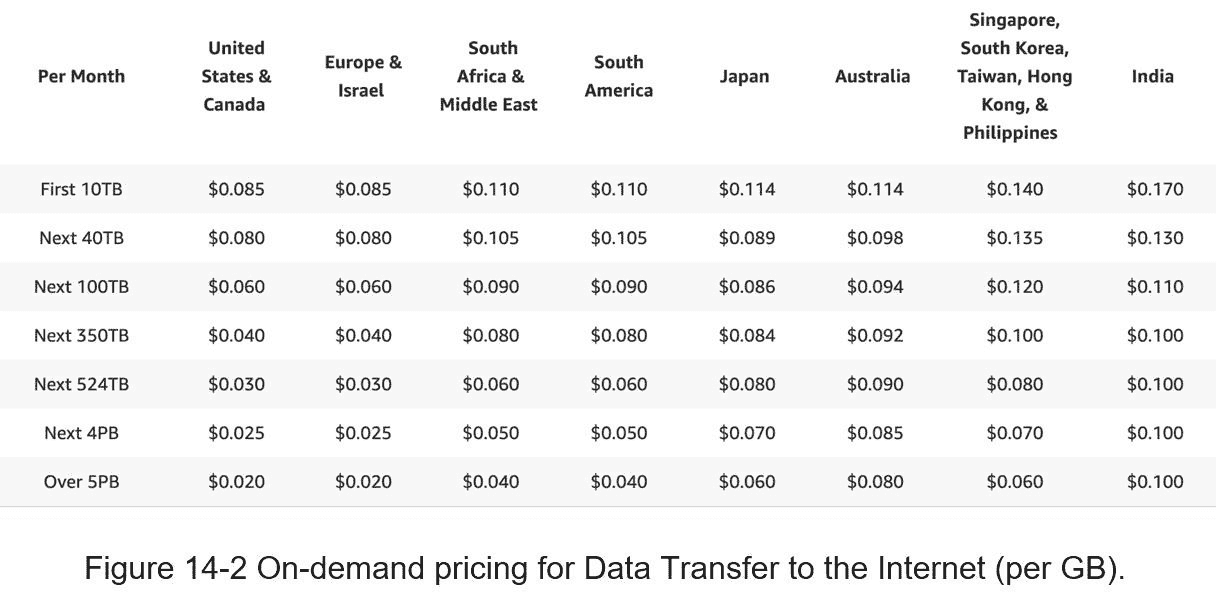 Per Month United States & Canada Europe & Israel South Africa & Middle East South America Japan Australia Singapore, South Korea, Taiwan, Hong Kong, & Philippines India
First 10TB $0.085 $0.085 $0.110 $0.110 $0.114 $0.114 $0.140 $0.170
Next 40TB $0.080 $0.080 $0.105 $0.105 $0.089 $0.098 $0.135 $0.130
Next 100TB $0.060 $0.060 $0.090 $0.090 $0.086 $0.094 $0.120 $0.110
Next 350TB $0.040 $0.040 $0.080 $0.080 $0.084 $0.092 $0.100 $0.100
Next 524TB $0.030 $0.030 $0.060 $0.060 $0.080 $0.090 $0.080 $0.100
Next 4PB $0.025 $0.025 $0.050 $0.050 $0.070 $0.085 $0.070 $0.100
Over 5PB $0.020 $0.020 $0.040 $0.040 $0.060 $0.080 $0.060 $0.100
Figure 14-2 On-demand pricing for Data Transfer to the Internet (per GB).